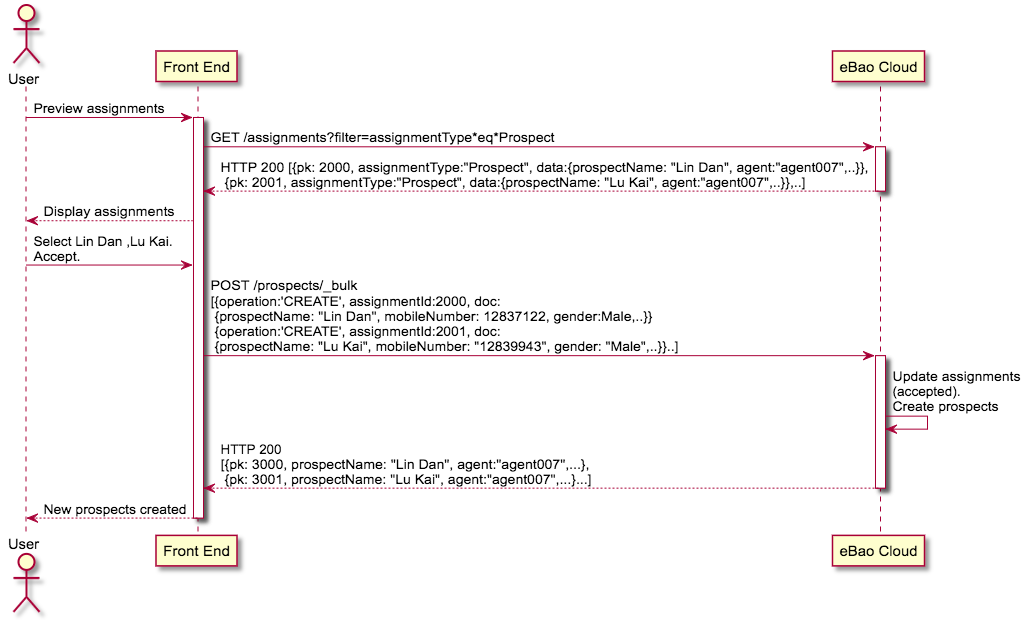 User
Front End
eBao Cloud
Preview assignments
GET /assignments?filter=assignmentType*eq*Prospect
HTTP 200 [{pk: 2000, assignmentType:"Prospect", data:{prospectName: "Lin Dan", agent:"agent007",..}},
{pk: 2001, assignmentType:"Prospect", data:{prospectName: "Lu Kai", agent:"agent007",..}},..]
Display assignments
Select Lin Dan ,Lu Kai.
Accept.
POST /prospects/_bulk
[{operation:'CREATE', assignmentId:2000, doc:
{prospectName: "Lin Dan", mobileNumber: 12837122, gender:Male,..}}
{operation:'CREATE', assignmentId:2001, doc:
{prospectName: "Lu Kai", mobileNumber: "12839943", gender: "Male",..}}..]
Update assignments
(accepted).
Create prospects
HTTP 200
[{pk: 3000, prospectName: "Lin Dan", agent:"agent007",...},
{pk: 3001, prospectName: "Lu Kai", agent:"agent007",...}...]
New prospects created
User
Front End
eBao Cloud